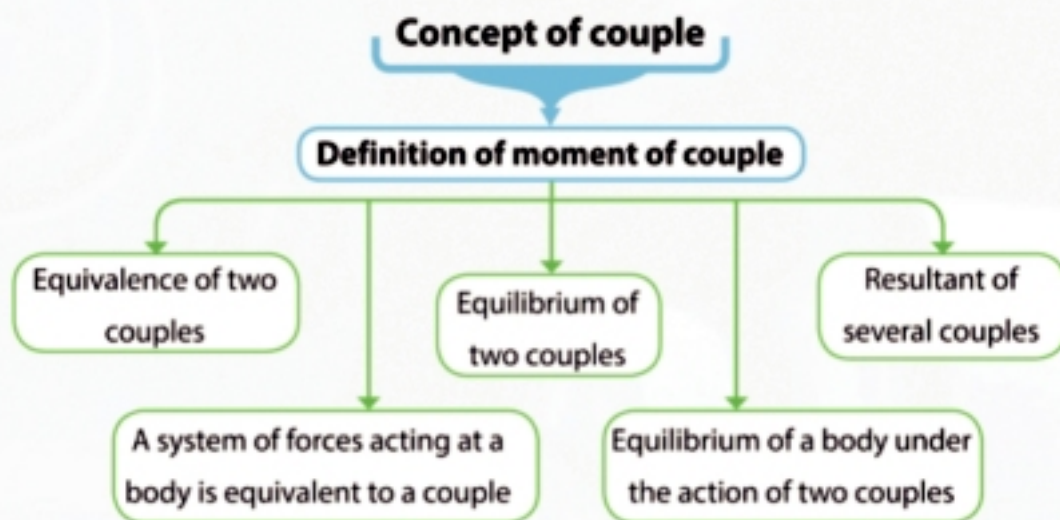 Concept of couple
Definition of moment of couple
Equivalence of two
couples
Equilibrium of
two couples
Resultant of
several couples
A system of forces acting at a
body is equivalent to a couple
Equilibrium of a body under
the action of two couples